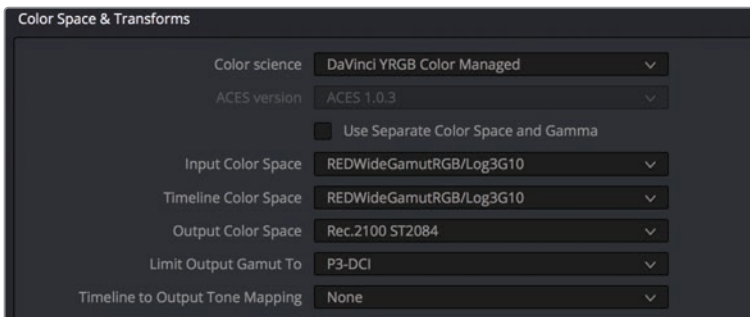 Color Space & Transforms
Color science DaVinci YRGB Color Managed
ACES version ACES 1.0.3
Use Separate Color Space and Gamma
Input Color Space REDWideGamutRGB/Log3G10
Timeline Color Space REDWideGamutRGB/Log3G10
Output Color Space Rec.2100 ST2084
Limit Output Gamut To P3-DCI
Timeline to Output Tone Mapping None